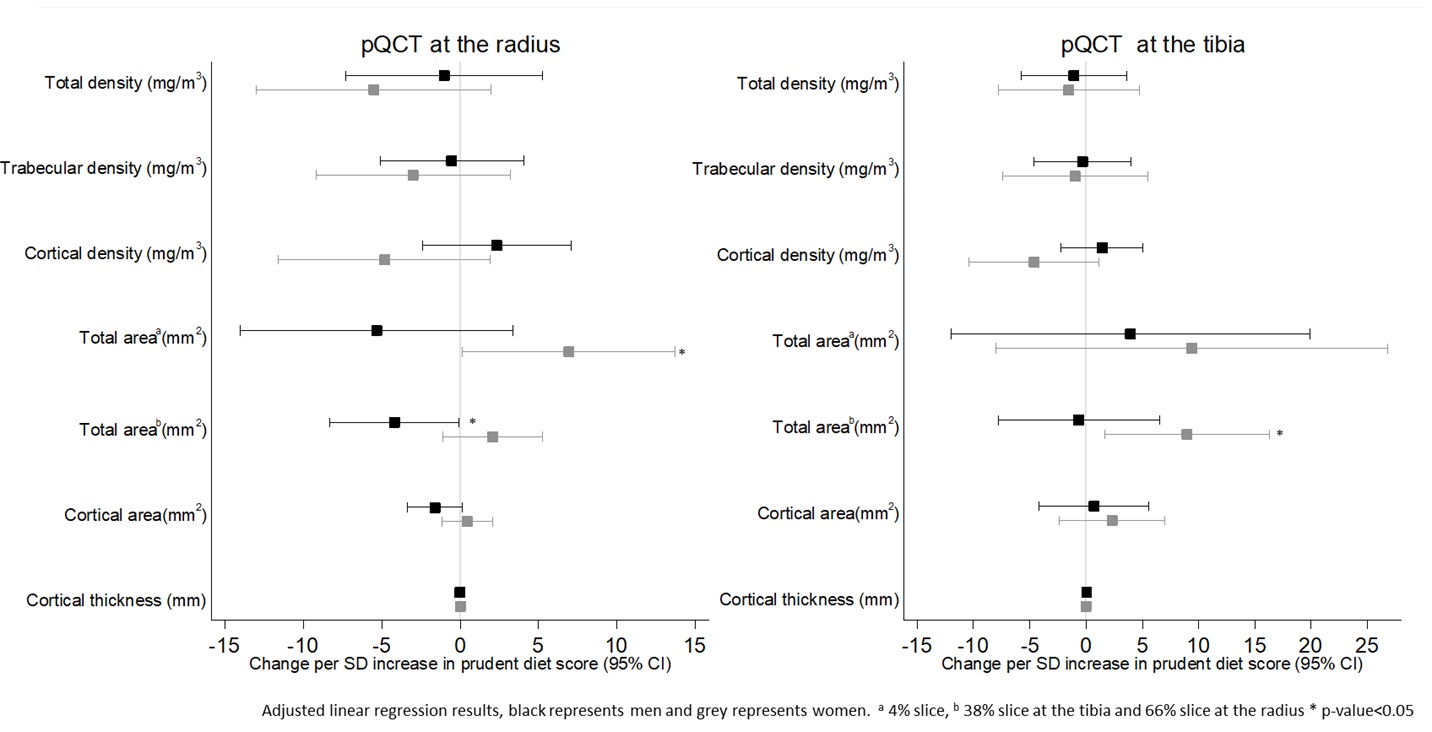 pQCT at the radius
Total density (mg/m³)
Trabecular density (mg/m³)
Cortical density (mg/m³)
Total areaᵃ(mm²)
*
Total areaᵇ(mm²)
*
Cortical area(mm²)
Cortical thickness (mm)
-15 -10 -5 0 5 10 15
Change per SD increase in prudent diet score (95% CI)
pQCT at the tibia
Total density (mg/m³)
Trabecular density (mg/m³)
Cortical density (mg/m³)
Total areaᵃ(mm²)
Total areaᵇ(mm²)
*
Cortical area(mm²)
Cortical thickness (mm)
-15 -10 -5 0 5 10 15 20 25
Change per SD increase in prudent diet score (95% CI)
Adjusted linear regression results, black represents men and grey represents women. ᵃ 4% slice, ᵇ 38% slice at the tibia and 66% slice at the radius * p-value<0.05